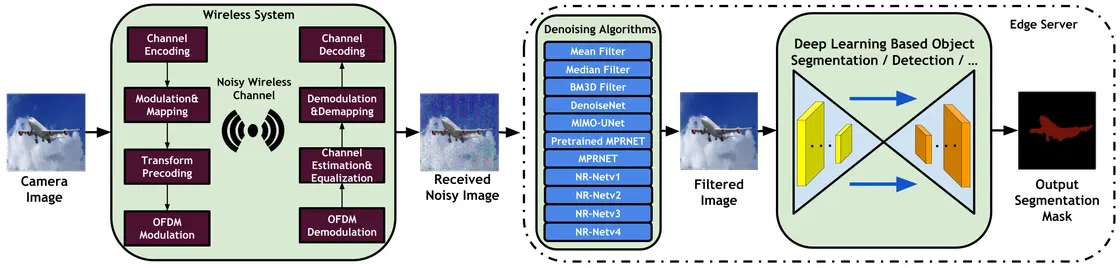 Wireless System
Channel
Encoding
Modulation&
Mapping
Transform
Precoding
OFDM
Modulation
Noisy Wireless
Channel
Channel
Decoding
Demodulation
&Demapping
Channel
Estimation&
Equalization
OFDM
Demodulation
Camera
Image
Received
Noisy Image
Denoising Algorithms
Mean Filter
Median Filter
BM3D Filter
DenoiseNet
MIMO-UNet
Pretrained MPRNET
MPRNET
NR-Netv1
NR-Netv2
NR-Netv3
NR-Netv4
Filtered
Image
Deep Learning Based Object
Segmentation / Detection / ...
Edge Server
Output
Segmentation
Mask